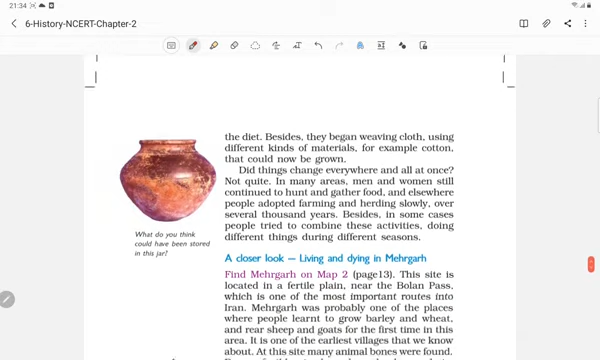 21:34
85%
6-History-NCERT-Chapter-2
the diet. Besides, they began weaving cloth, using
different kinds of materials, for example cotton,
that could now be grown.
Did things change everywhere and all at once?
Not quite. In many areas, men and women still
continued to hunt and gather food, and elsewhere
people adopted farming and herding slowly, over
several thousand years. Besides, in some cases
people tried to combine these activities, doing
different things during different seasons.
What do you think
could have been stored
in this jar?
A closer look – Living and dying in Mehrgarh
Find Mehrgarh on Map 2 (page13). This site is
located in a fertile plain, near the Bolan Pass,
which is one of the most important routes into
Iran. Mehrgarh was probably one of the places
where people learnt to grow barley and wheat,
and rear sheep and goats for the first time in this
area. It is one of the earliest villages that we know
about. At this site many animal bones were found.